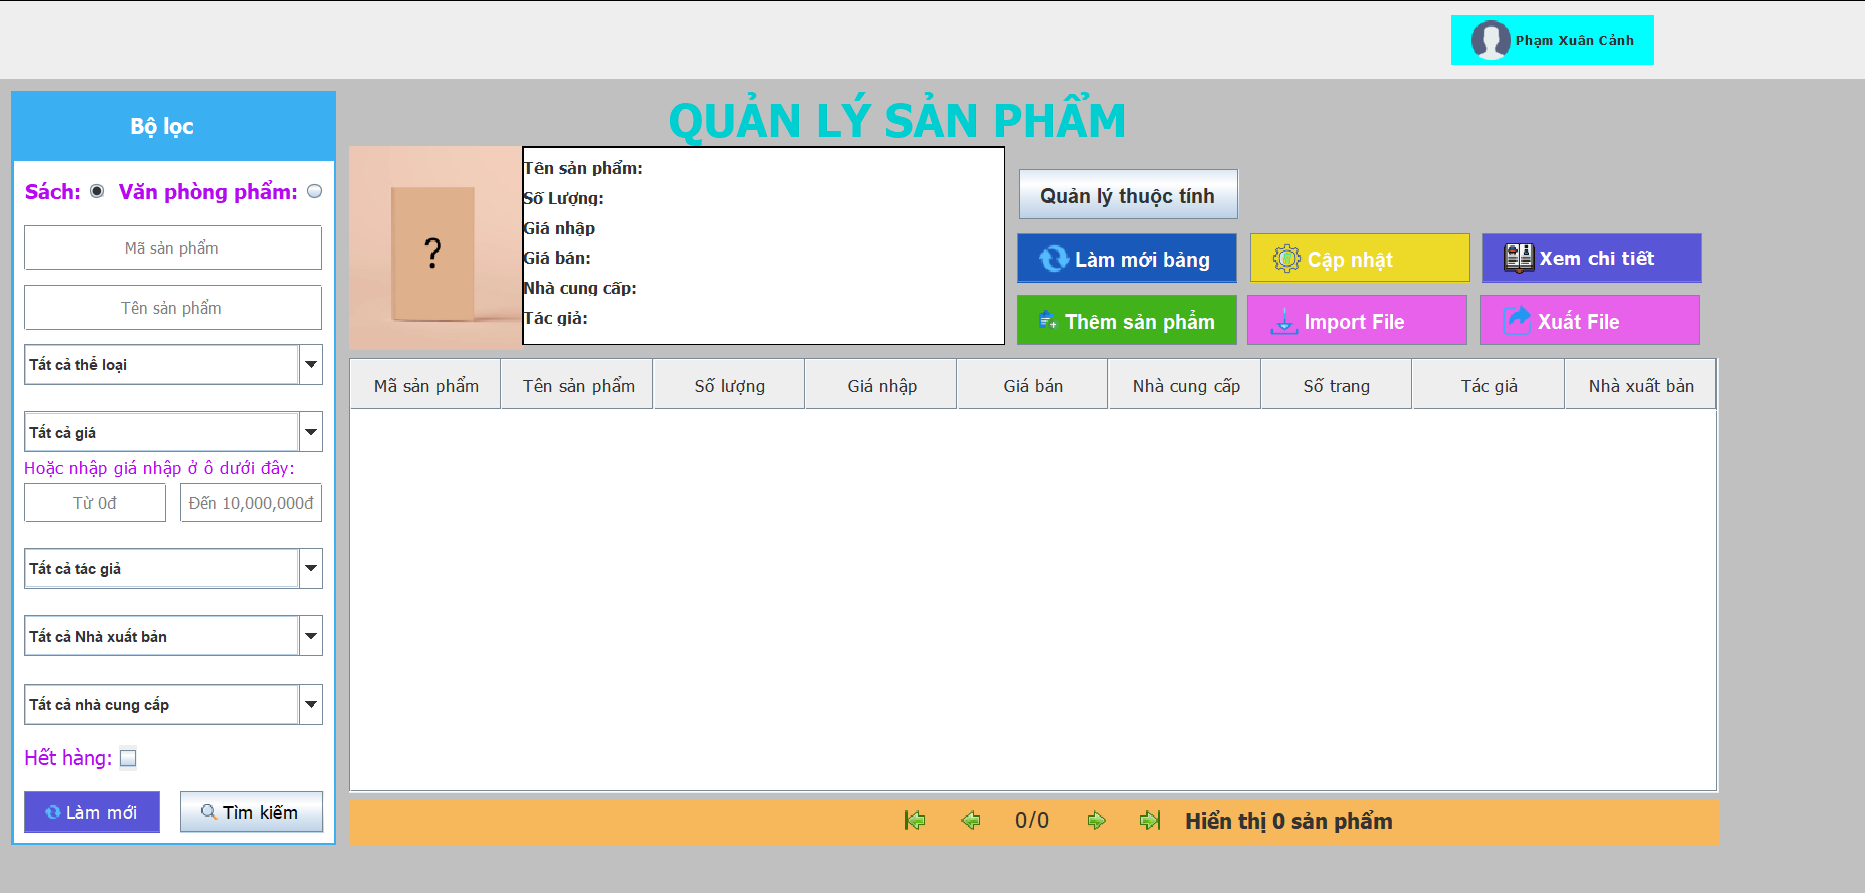 Phạm Xuân Cảnh
Bộ lọc
QUẢN LÝ SẢN PHẨM
Sách: Văn phòng phẩm:
Mã sản phẩm
Tên sản phẩm
Tất cả thể loại
Tất cả giá
Hoặc nhập giá nhập ở ô dưới đây:
Từ 0đ Đến 10,000,000đ
Tất cả tác giả
Tất cả Nhà xuất bản
Tất cả nhà cung cấp
Hết hàng:
Làm mới Tìm kiếm
?
Tên sản phẩm:
Số Lượng:
Giá nhập
Giá bán:
Nhà cung cấp:
Tác giả:
Quản lý thuộc tính
Làm mới bảng Cập nhật Xem chi tiết
Thêm sản phẩm Import File Xuất File
Mã sản phẩm Tên sản phẩm Số lượng Giá nhập Giá bán Nhà cung cấp Số trang Tác giả Nhà xuất bản
0/0 Hiển thị 0 sản phẩm